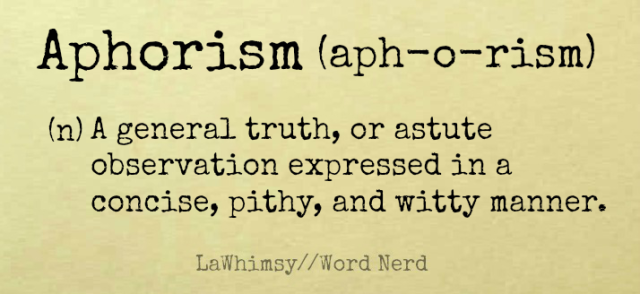 Aphorism (aph-o-rism)
(n) A general truth, or astute
observation expressed in a
concise, pithy, and witty manner.
LaWhimsy//Word Nerd